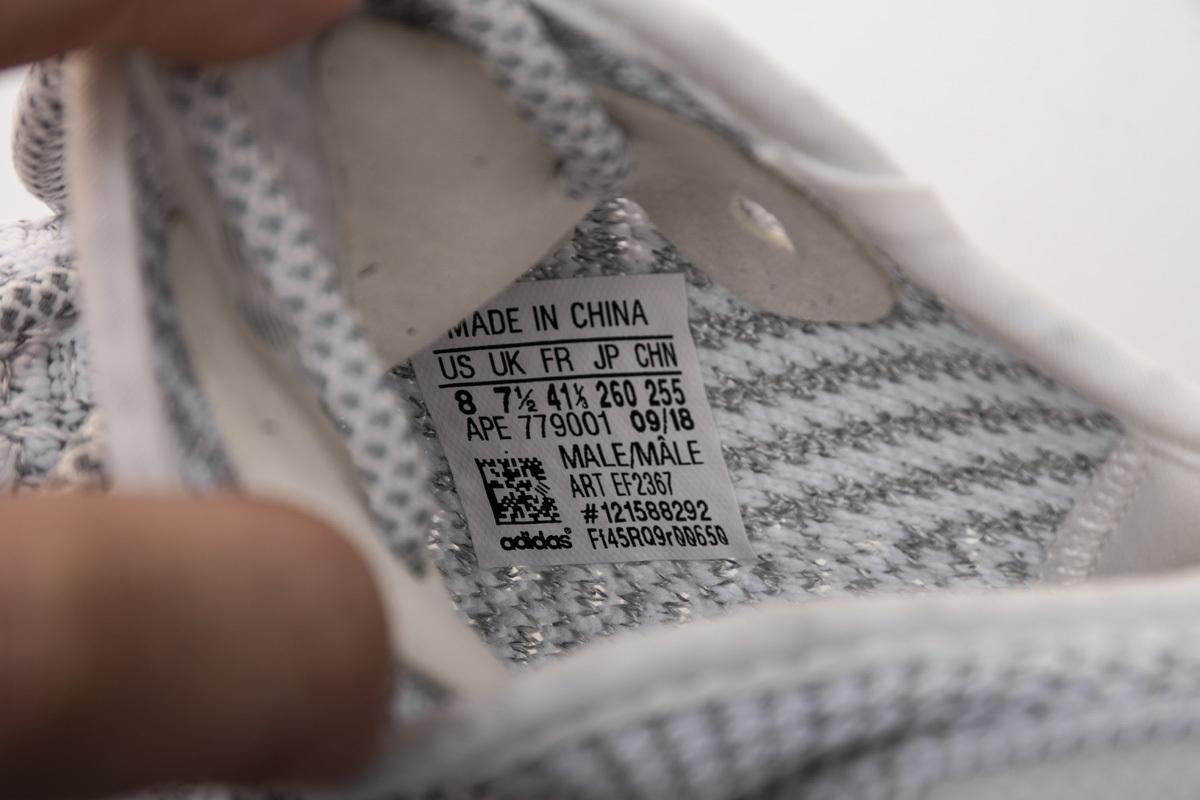 MADE IN CHINA
US UK FR JP CHN
8 7½ 41⅓ 260 255
APE 779001 09/18
MALE/MÂLE
ART EF2367
#121588292
adidas® Fi45RQ9r00650